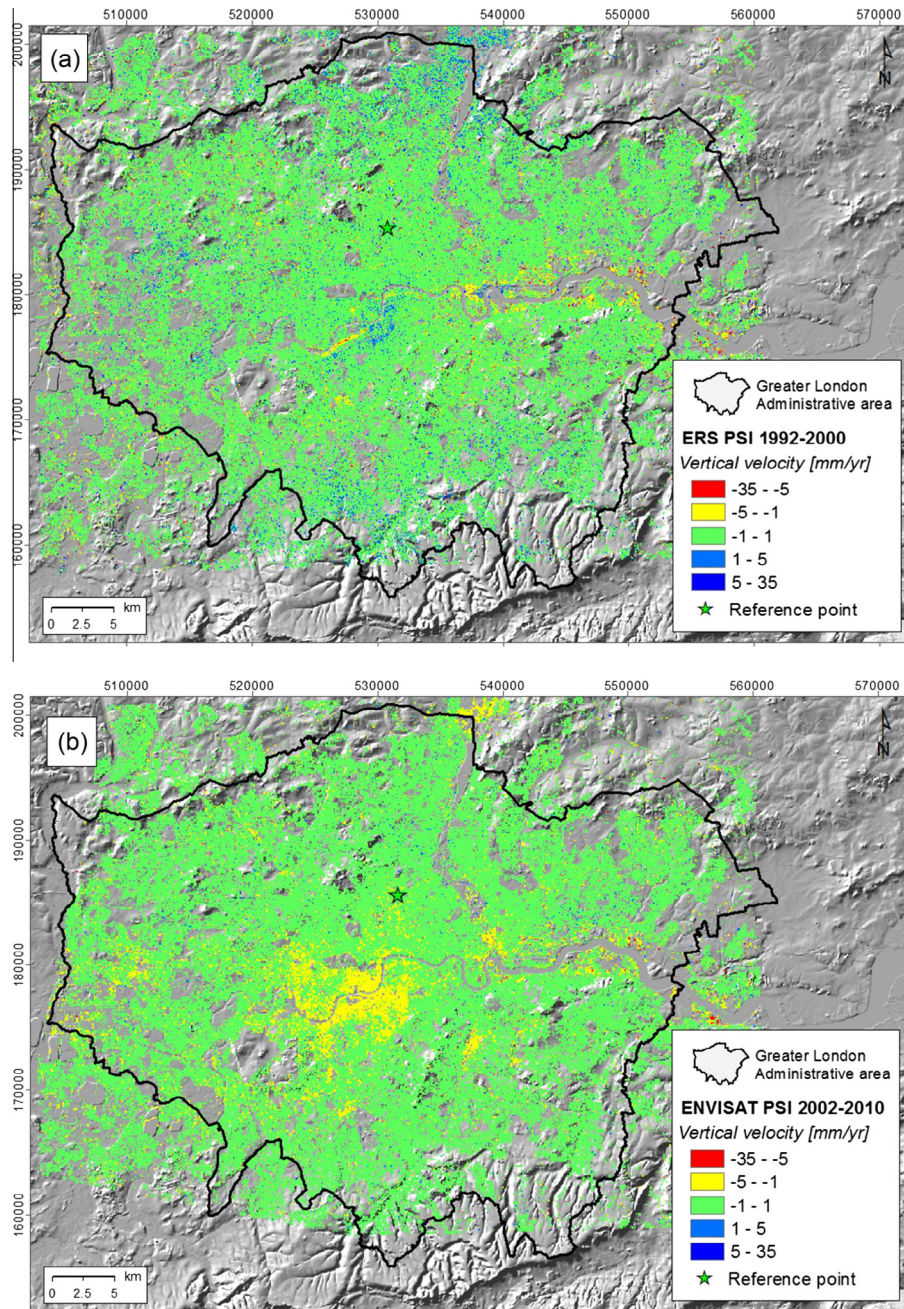 510000 520000 530000 540000 550000 560000 570000
(a)
N
200000
190000
180000
170000
160000
Greater London
Administrative area
ERS PSI 1992-2000
Vertical velocity [mm/yr]
-35 - -5
-5 - -1
-1 - 1
1 - 5
5 - 35
Reference point
km
0 2.5 5
510000 520000 530000 540000 550000 560000 570000
(b)
N
200000
190000
180000
170000
160000
Greater London
Administrative area
ENVISAT PSI 2002-2010
Vertical velocity [mm/yr]
-35 - -5
-5 - -1
-1 - 1
1 - 5
5 - 35
Reference point
km
0 2.5 5